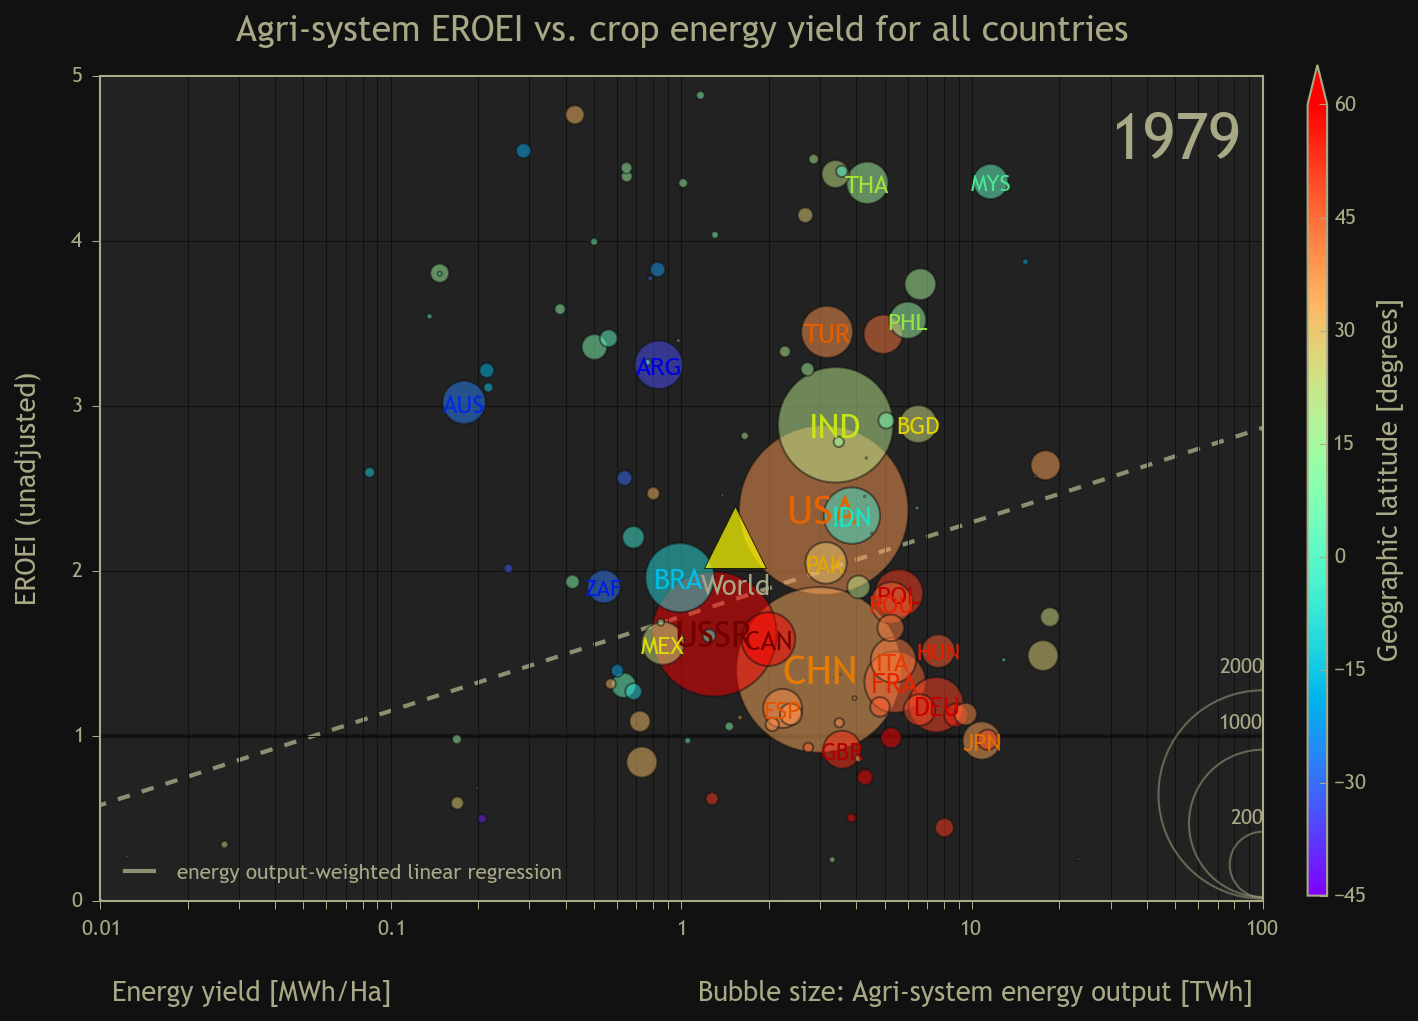 Agri-system EROEI vs. crop energy yield for all countries
1979
5
4
3
2
1
0
EROEI (unadjusted)
THA
MYS
TUR
PHL
ARG
AUS
IND
BGD
USA
IDN
PAK
BRA
ZAF
World
POL
ROU
USSR
CAN
MEX
CHN
HUN
ITA
FRA
ESP
DEU
JPN
GBR
2000
1000
200
energy output-weighted linear regression
0.01
0.1
1
10
100
Energy yield [MWh/Ha]
Bubble size: Agri-system energy output [TWh]
60
45
30
15
0
−15
−30
−45
Geographic latitude [degrees]